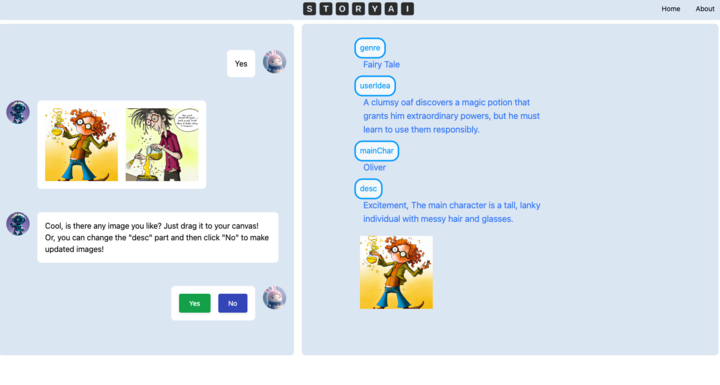 STORYAI
Home About
Yes
Cool, is there any image you like? Just drag it to your canvas!
Or, you can change the "desc" part and then click "No" to make
updated images!
Yes No
genre
Fairy Tale
userIdea
A clumsy oaf discovers a magic potion that
grants him extraordinary powers, but he must
learn to use them responsibly.
mainChar
Oliver
desc
Excitement, The main character is a tall, lanky
individual with messy hair and glasses.